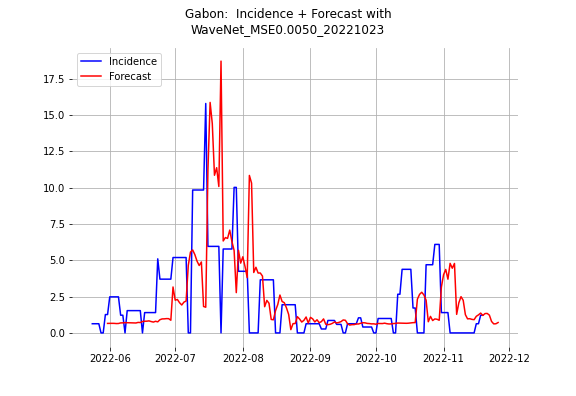 Gabon:  Incidence + Forecast with
WaveNet_MSE0.0050_20221023
Incidence
Forecast
17.5
15.0
12.5
10.0
7.5
5.0
2.5
0.0
2022-06 2022-07 2022-08 2022-09 2022-10 2022-11 2022-12